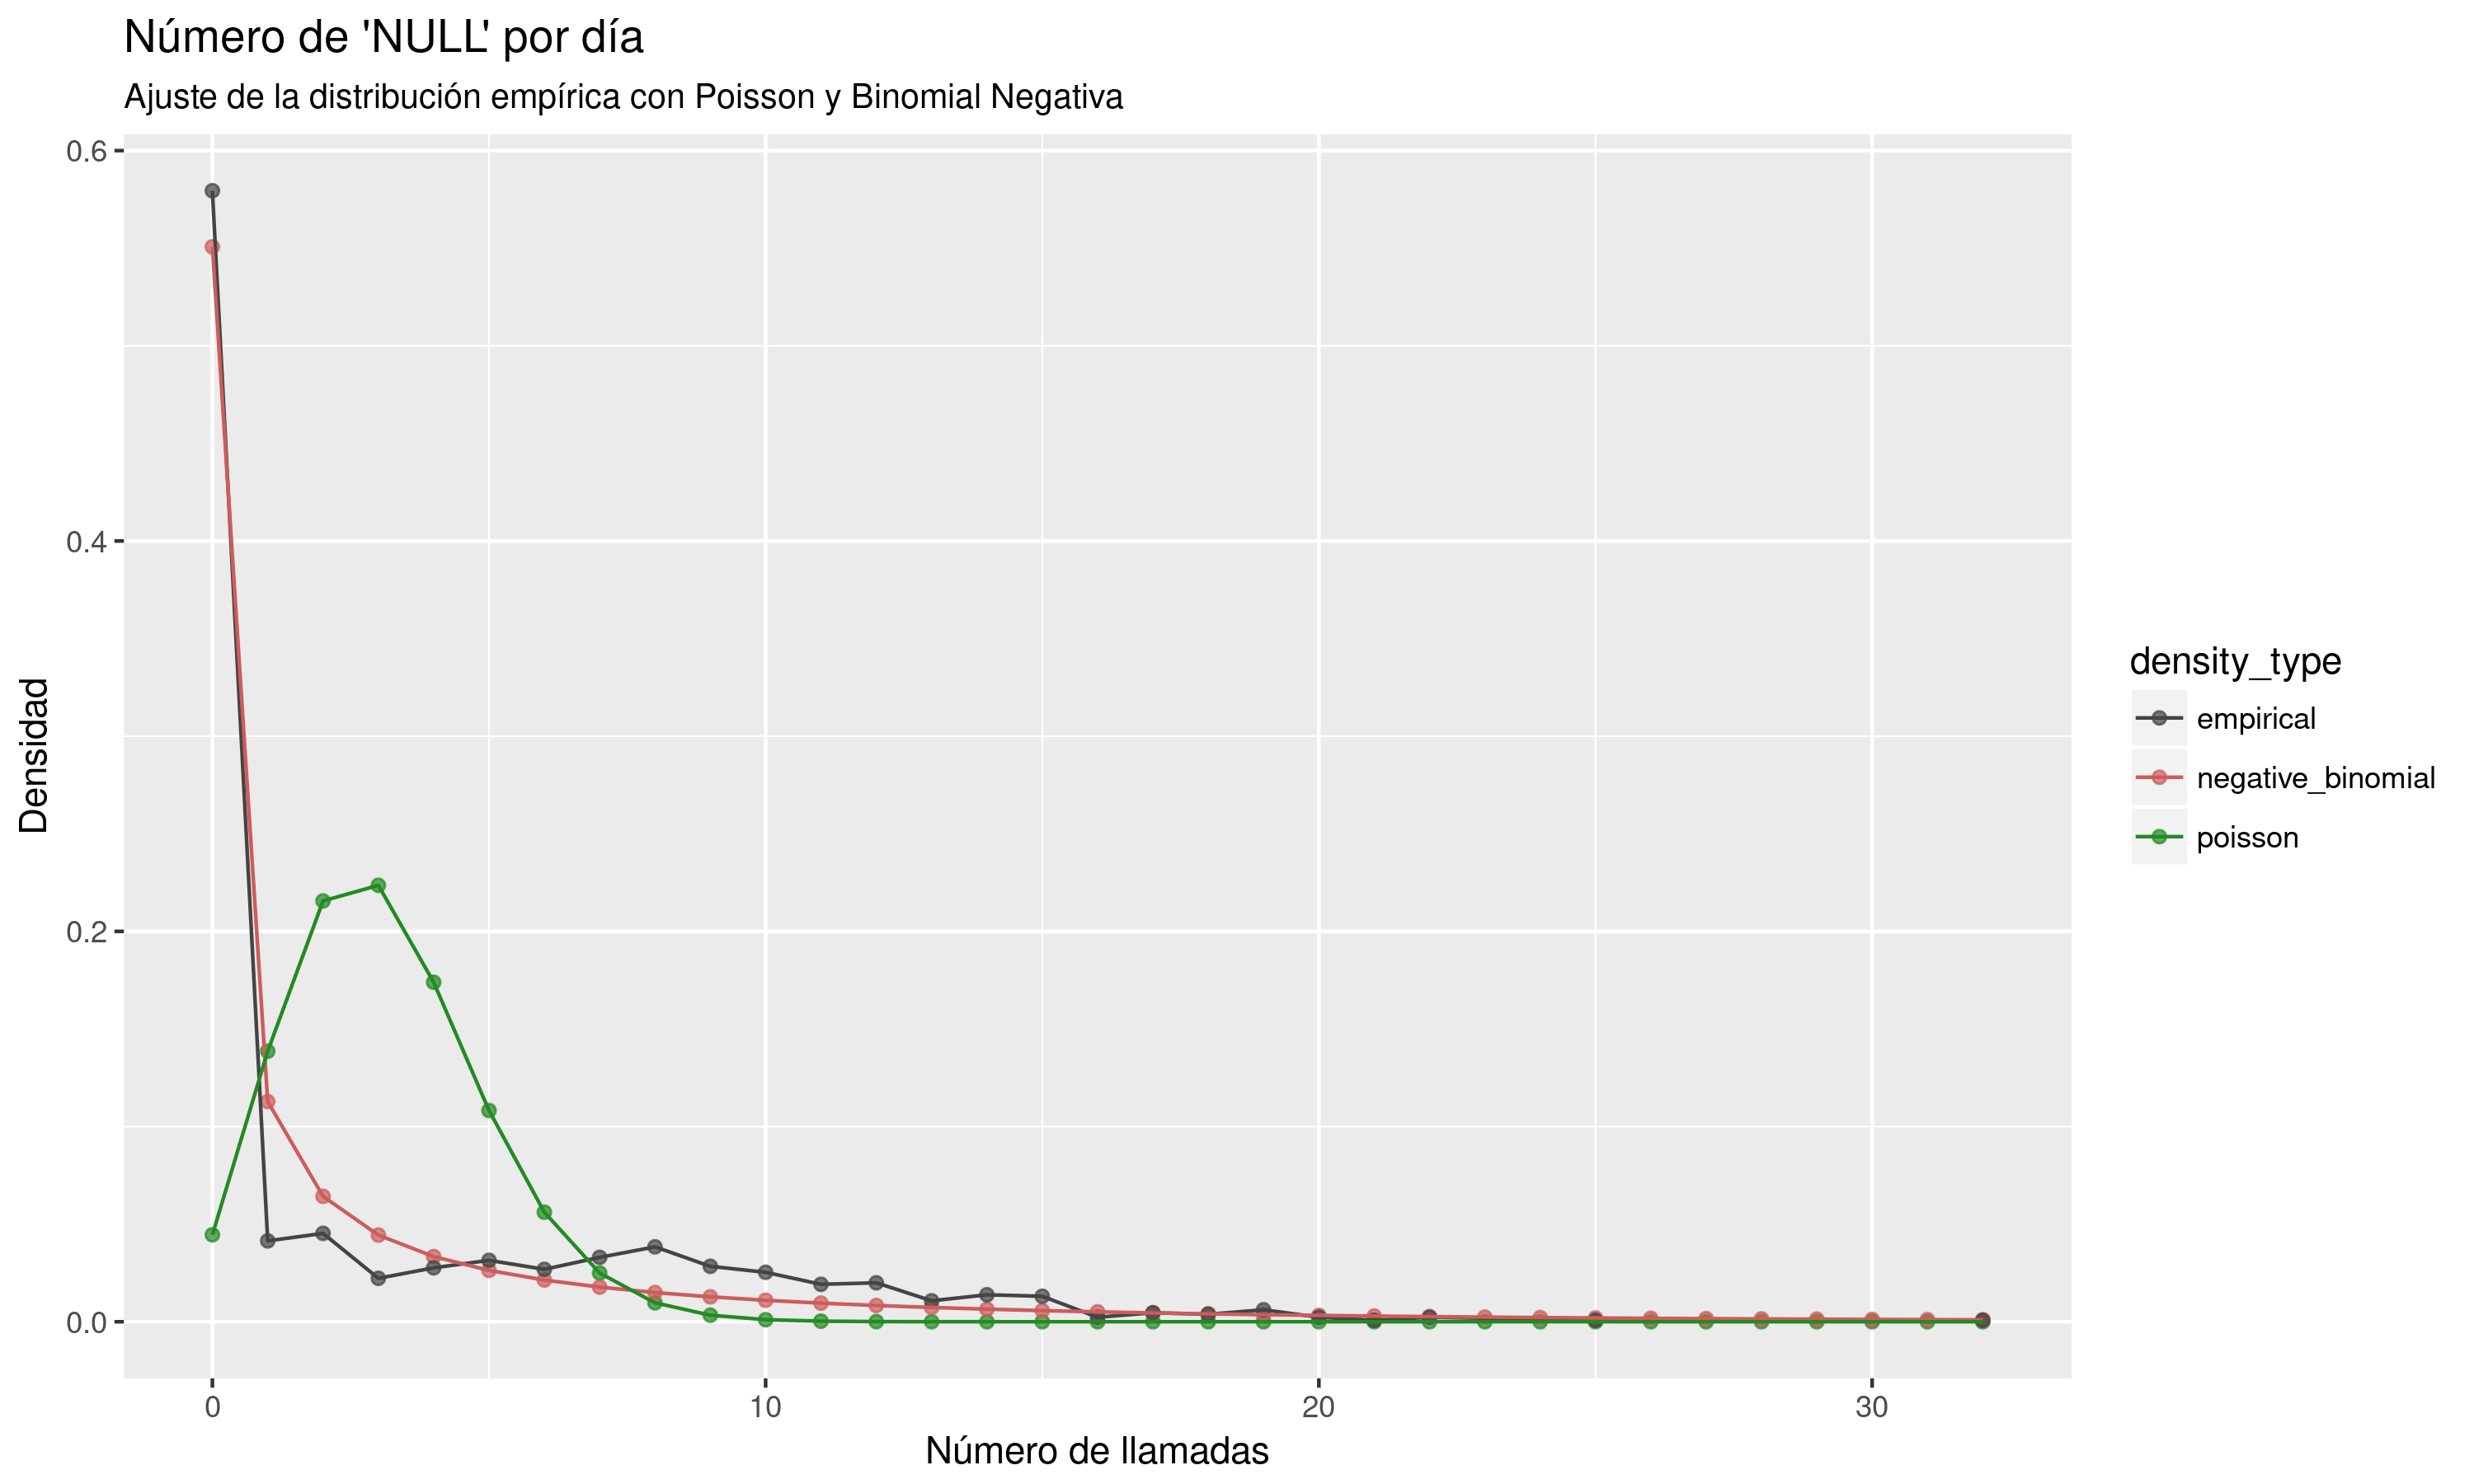 Número de 'NULL' por día
Ajuste de la distribución empírica con Poisson y Binomial Negativa
0.6
0.4
0.2
0.0
Densidad
0
10
20
30
Número de llamadas
density_type
empirical
negative_binomial
poisson